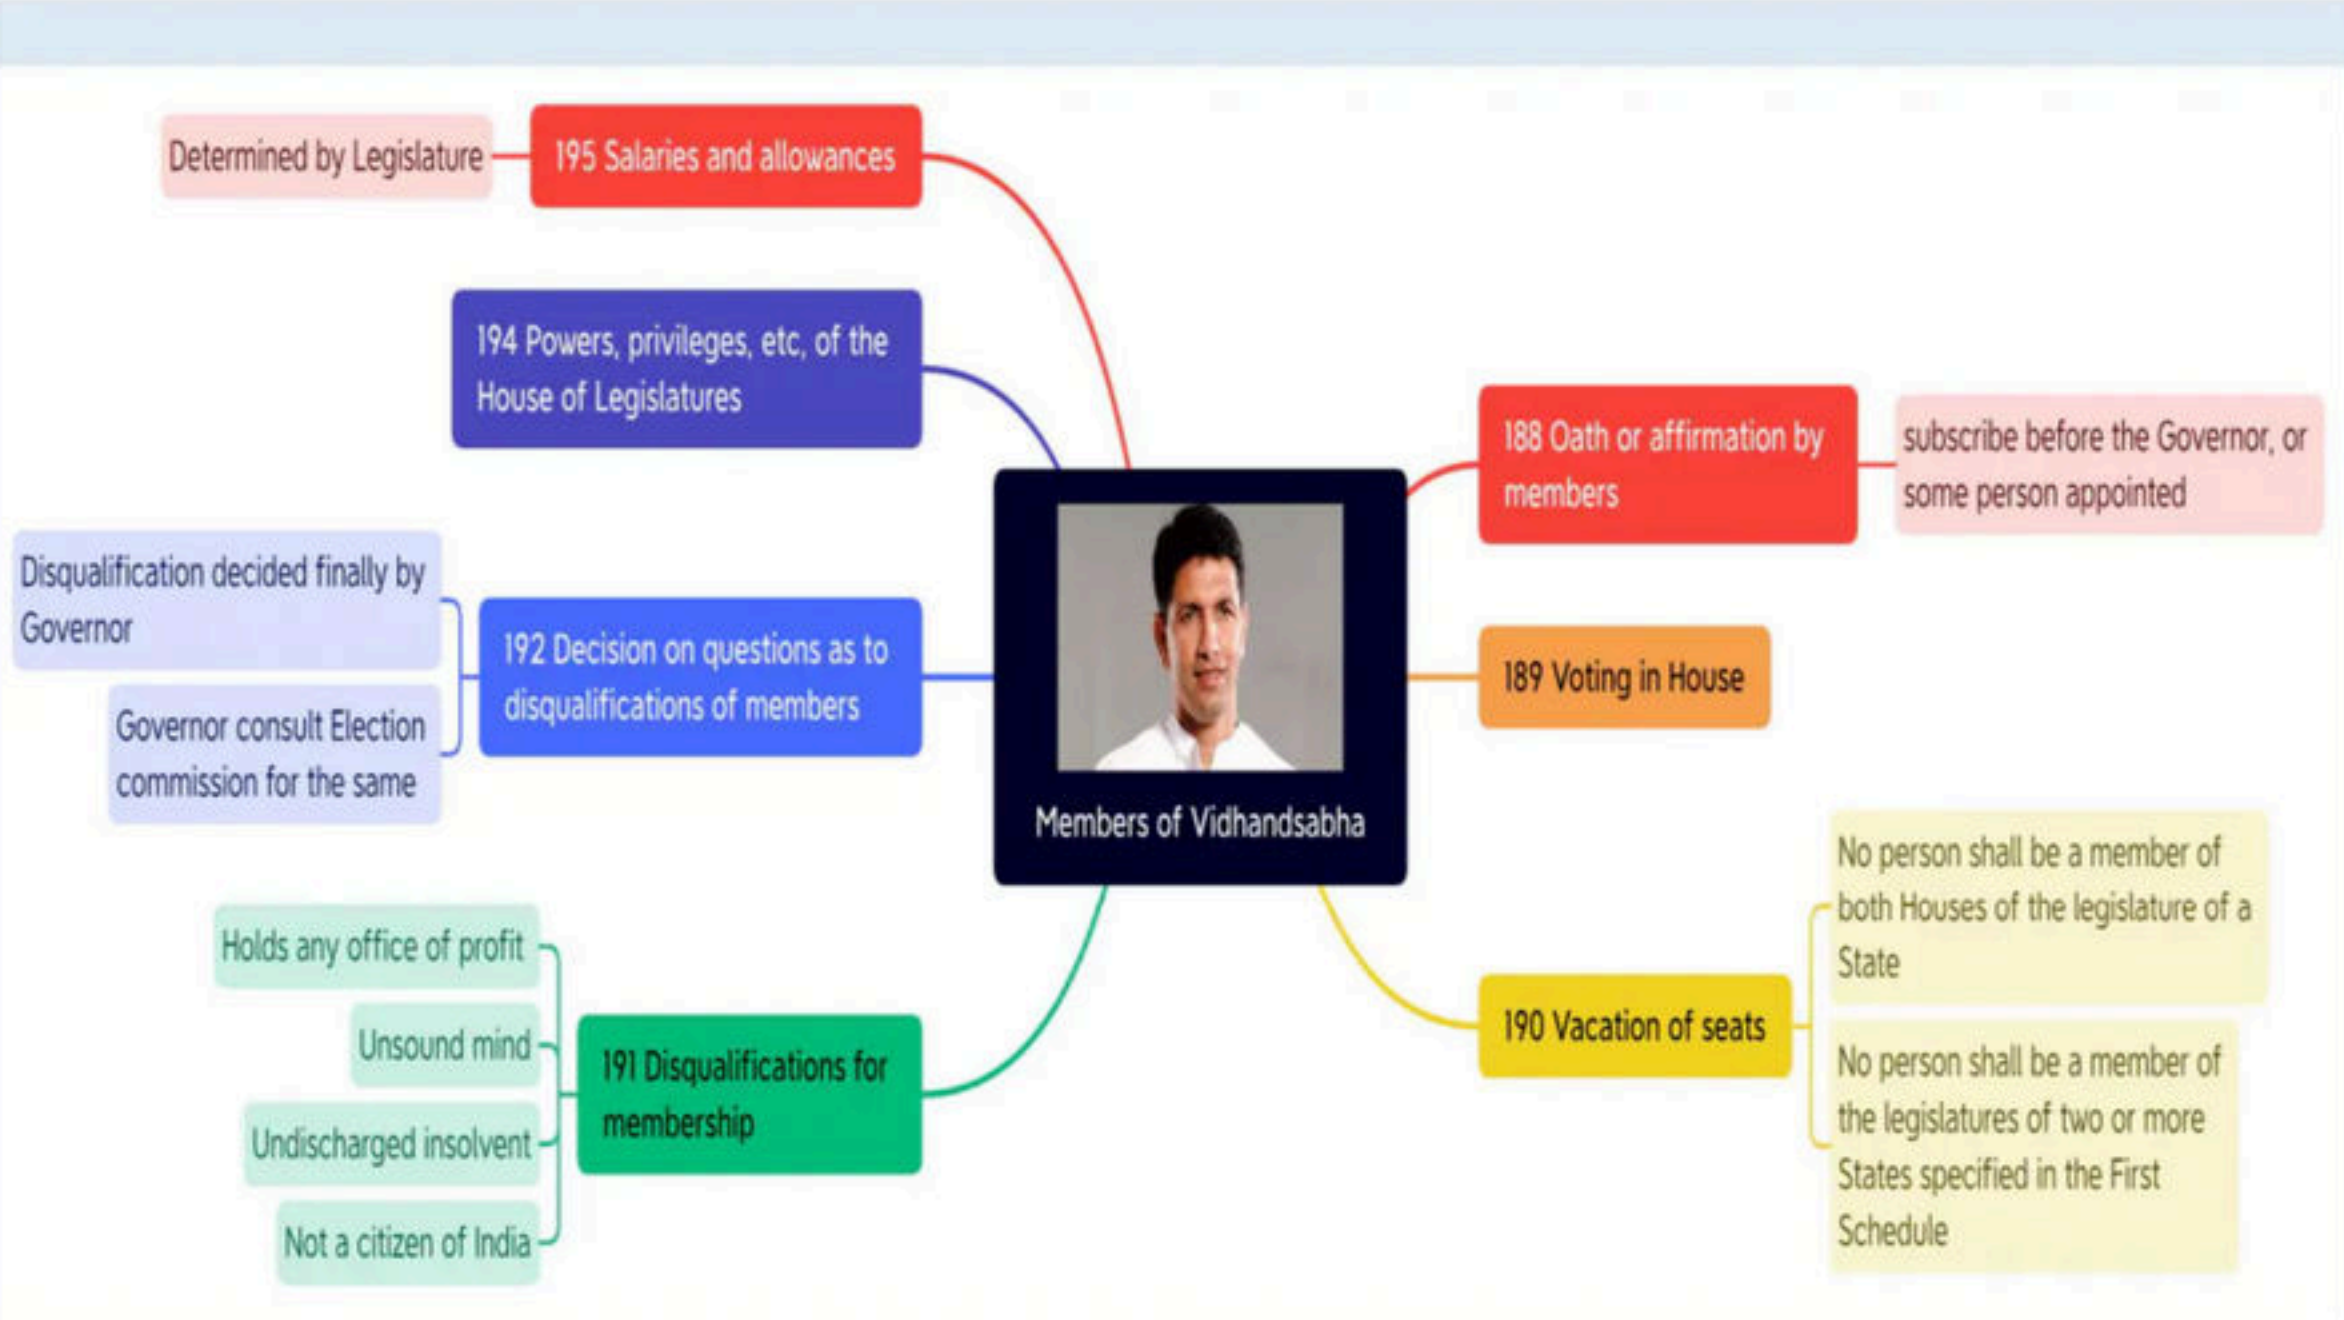 Determined by Legislature
195 Salaries and allowances
194 Powers, privileges, etc, of the
House of Legislatures
Disqualification decided finally by
Governor
Governor consult Election
commission for the same
192 Decision on questions as to
disqualifications of members
Holds any office of profit
Unsound mind
Undischarged insolvent
Not a citizen of India
191 Disqualifications for
membership
Members of Vidhandsabha
188 Oath or affirmation by
members
subscribe before the Governor, or
some person appointed
189 Voting in House
190 Vacation of seats
No person shall be a member of
both Houses of the legislature of a
State
No person shall be a member of
the legislatures of two or more
States specified in the First
Schedule